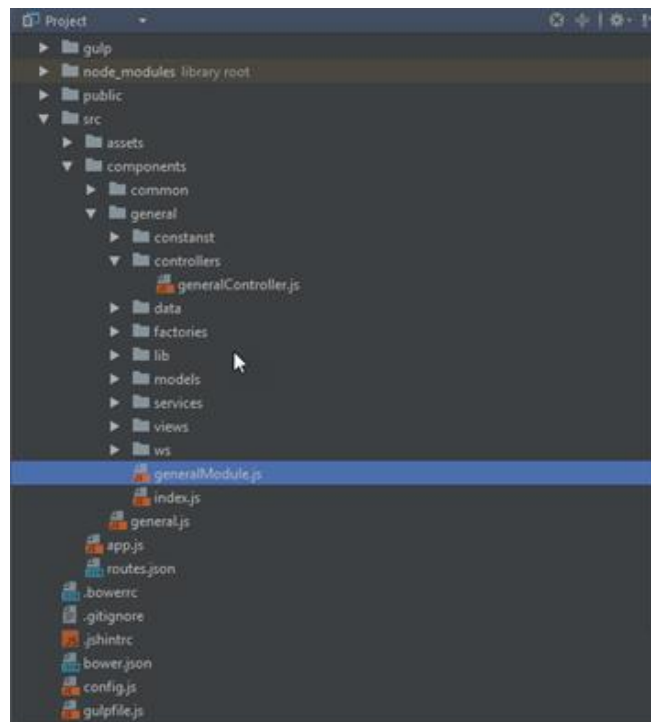 Project
gulp
node_modules library root
public
src
assets
components
common
general
constanst
controllers
generalController.js
data
factories
lib
models
services
views
ws
generalModule.js
index.js
general.js
app.js
routes.json
.bowerrc
.gitignore
.jshintrc
bower.json
config.js
gulpfile.js